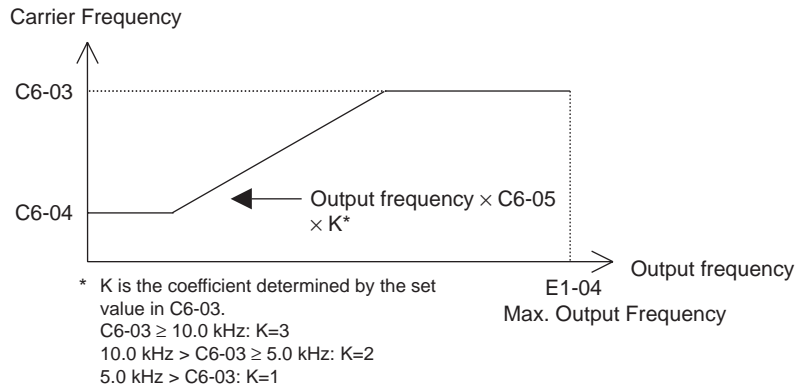 Carrier Frequency
C6-03
C6-04
Output frequency × C6-05
× K*
Output frequency
E1-04
Max. Output Frequency
* K is the coefficient determined by the set
value in C6-03.
C6-03 ≥ 10.0 kHz: K=3
10.0 kHz > C6-03 ≥ 5.0 kHz: K=2
5.0 kHz > C6-03: K=1